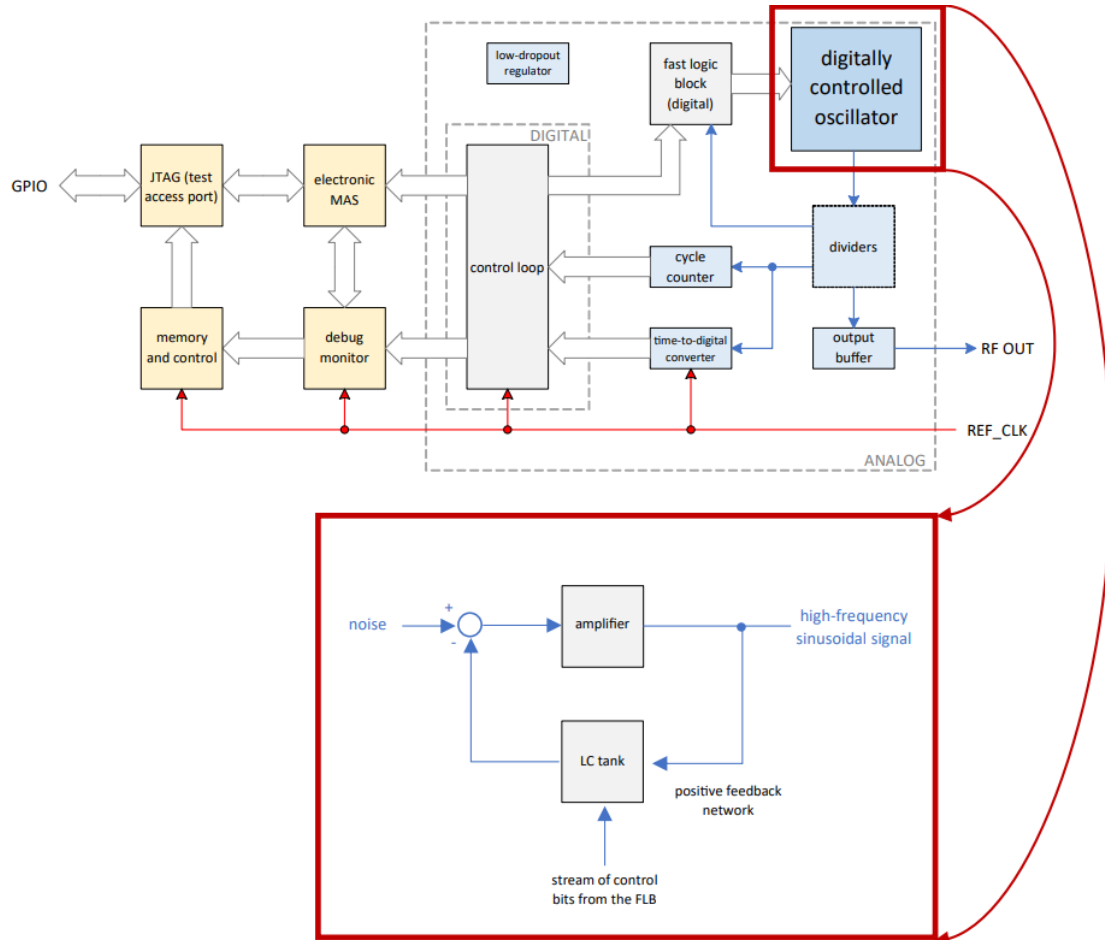 low-dropout
regulator
fast logic
block
(digital)
digitally
controlled
oscillator
DIGITAL
GPIO
JTAG (test
access port)
electronic
MAS
control loop
cycle
counter
dividers
memory
and control
debug
monitor
time-to-digital
converter
output
buffer
RF OUT
REF_CLK
ANALOG
noise
+
-
amplifier
high-frequency
sinusoidal signal
LC tank
positive feedback
network
stream of control
bits from the FLB